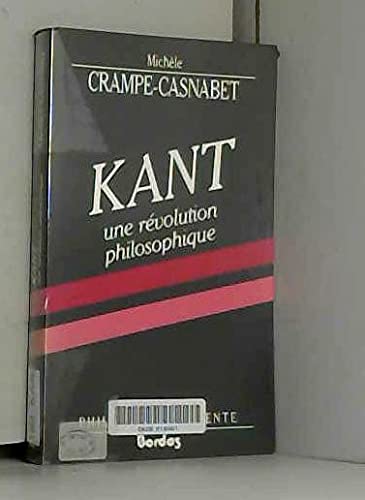 Michèle
CRAMPE-CASNABET
KANT
une révolution
philosophique
Bordas